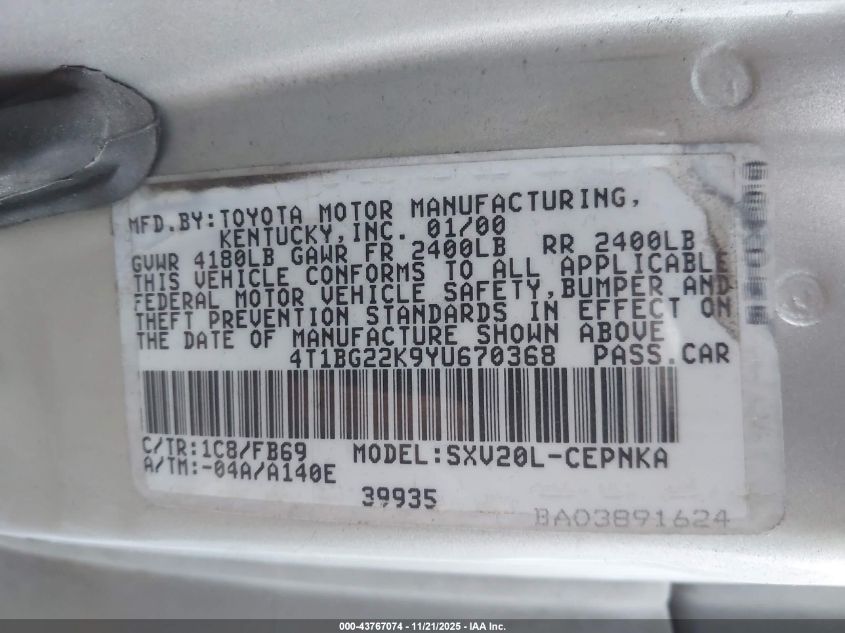 MFD.BY:TOYOTA MOTOR MANUFACTURING,
KENTUCKY,INC. 01/00
GVWR 4180LB GAWR FR 2400LB RR 2400LB
THIS VEHICLE CONFORMS TO ALL APPLICABLE
FEDERAL MOTOR VEHICLE SAFETY,BUMPER AND
THEFT PREVENTION STANDARDS IN EFFECT ON
THE DATE OF MANUFACTURE SHOWN ABOVE
4T1BG22K9YU670368 PASS.CAR
C/TR:1C8/FB69 MODEL:SXV20L-CEPNKA
A/TM:-04A/A140E
39935
BA03891624
000-43767074 - 11/21/2025 - IAA Inc.